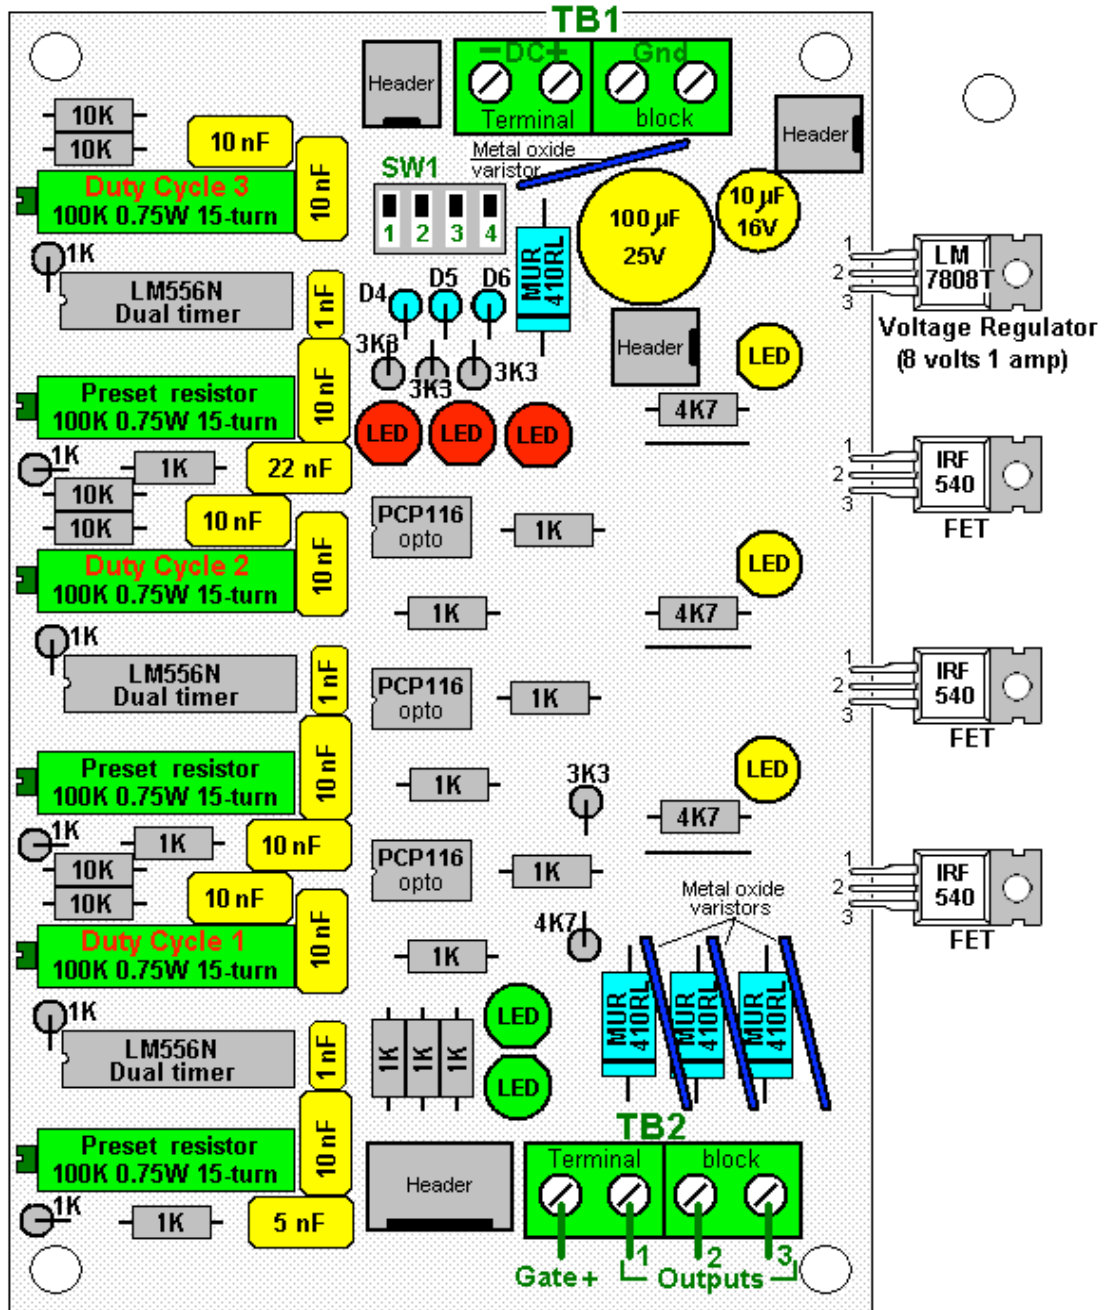 TB1
– DC + Gnd
Terminal block
Header
Header
10K
10K
10 nF
10 nF
Metal oxide
varistor
SW1
1 2 3 4
Duty Cycle 3
100K 0.75W 15-turn
100 µF
25V
10 µF
16V
1K
LM556N
Dual timer
1 nF
D4
D5
D6
MUR
410RL
1
2
3
LM
7808T
Voltage Regulator
(8 volts 1 amp)
3K3
3K3
3K3
Header
LED
Preset resistor
100K 0.75W 15-turn
10 nF
LED
LED
LED
4K7
1K
1K
22 nF
1
2
3
IRF
540
FET
10K
10K
10 nF
10 nF
PCP116
opto
1K
Duty Cycle 2
100K 0.75W 15-turn
LED
1K
4K7
1K
LM556N
Dual timer
1 nF
PCP116
opto
1K
1
2
3
IRF
540
FET
Preset resistor
100K 0.75W 15-turn
10 nF
1K
3K3
LED
4K7
1K
1K
10 nF
10K
10K
10 nF
10 nF
PCP116
opto
1K
1
2
3
IRF
540
FET
Metal oxide
varistors
Duty Cycle 1
100K 0.75W 15-turn
1K
4K7
MUR
410RL
MUR
410RL
MUR
410RL
1K
LM556N
Dual timer
1 nF
1K
1K
1K
LED
LED
Preset resistor
100K 0.75W 15-turn
10 nF
1K
1K
5 nF
Header
TB2
Terminal block
1 2 3
Gate + Outputs